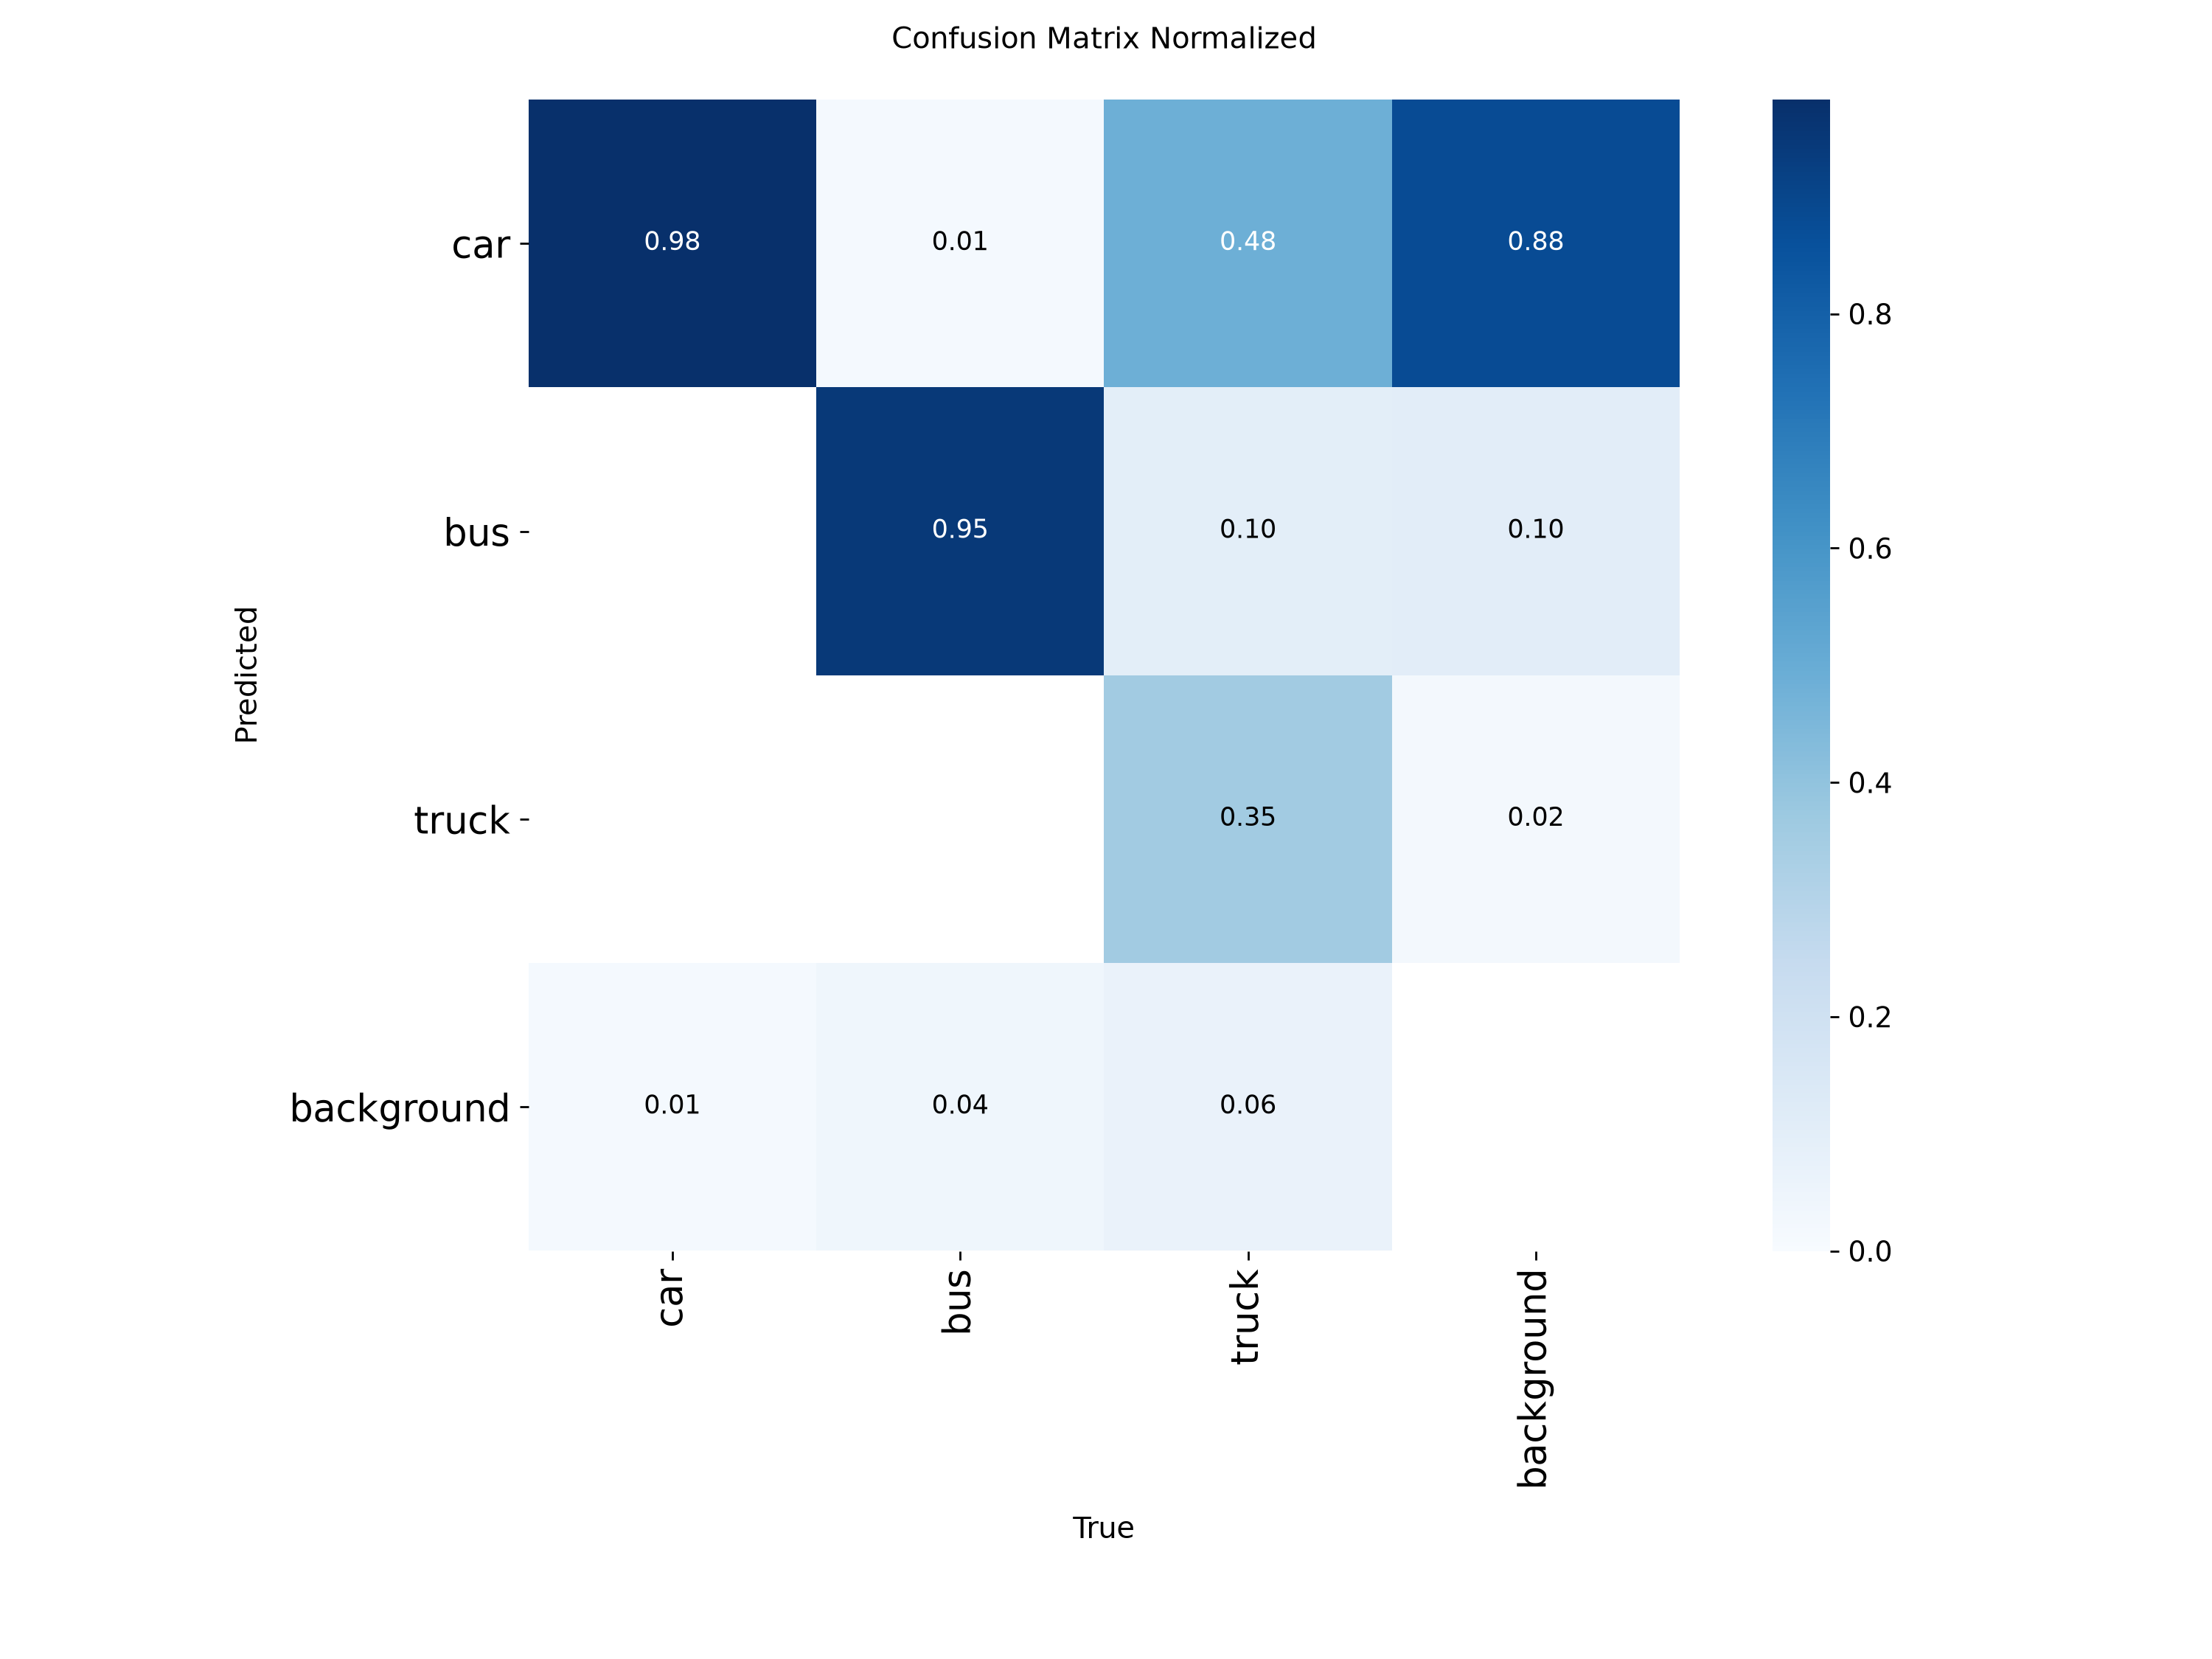 Confusion Matrix Normalized
car
0.98
0.01
0.48
0.88
bus
0.95
0.10
0.10
truck
0.35
0.02
background
0.01
0.04
0.06
car
bus
truck
background
Predicted
True
0.8
0.6
0.4
0.2
0.0